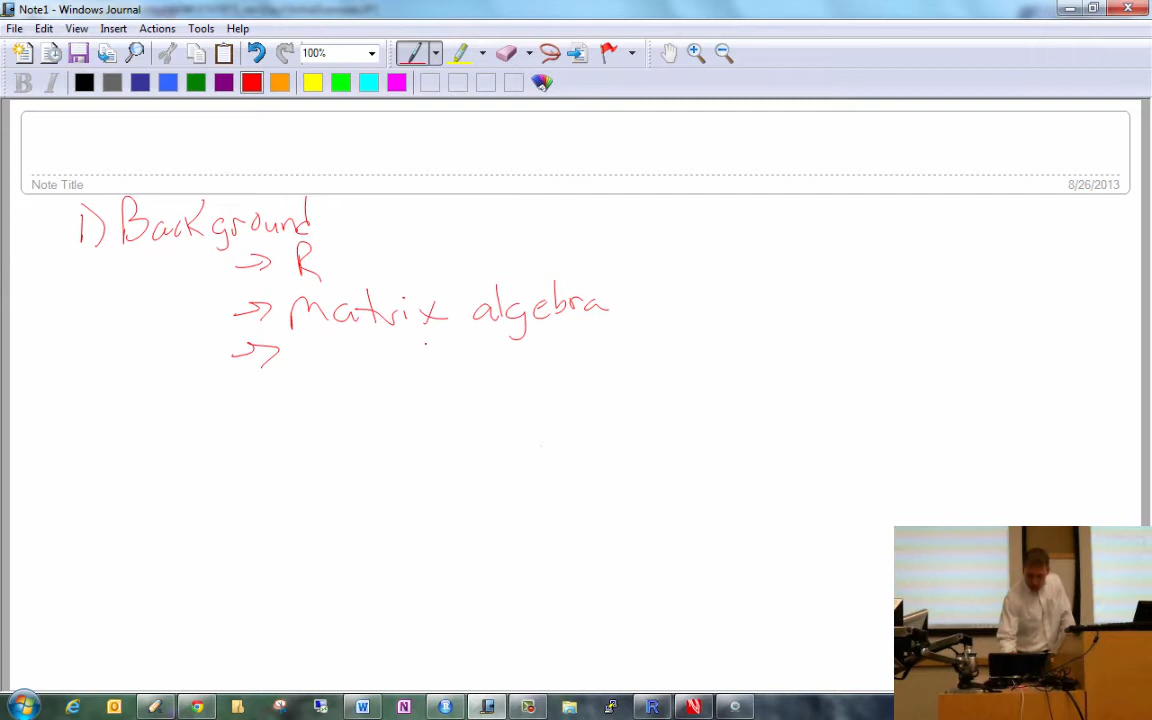 Note1 - Windows Journal
File Edit View Insert Actions Tools Help
100%
B I
Note Title 8/26/2013
1) Background
→ R
→ Matrix algebra
→